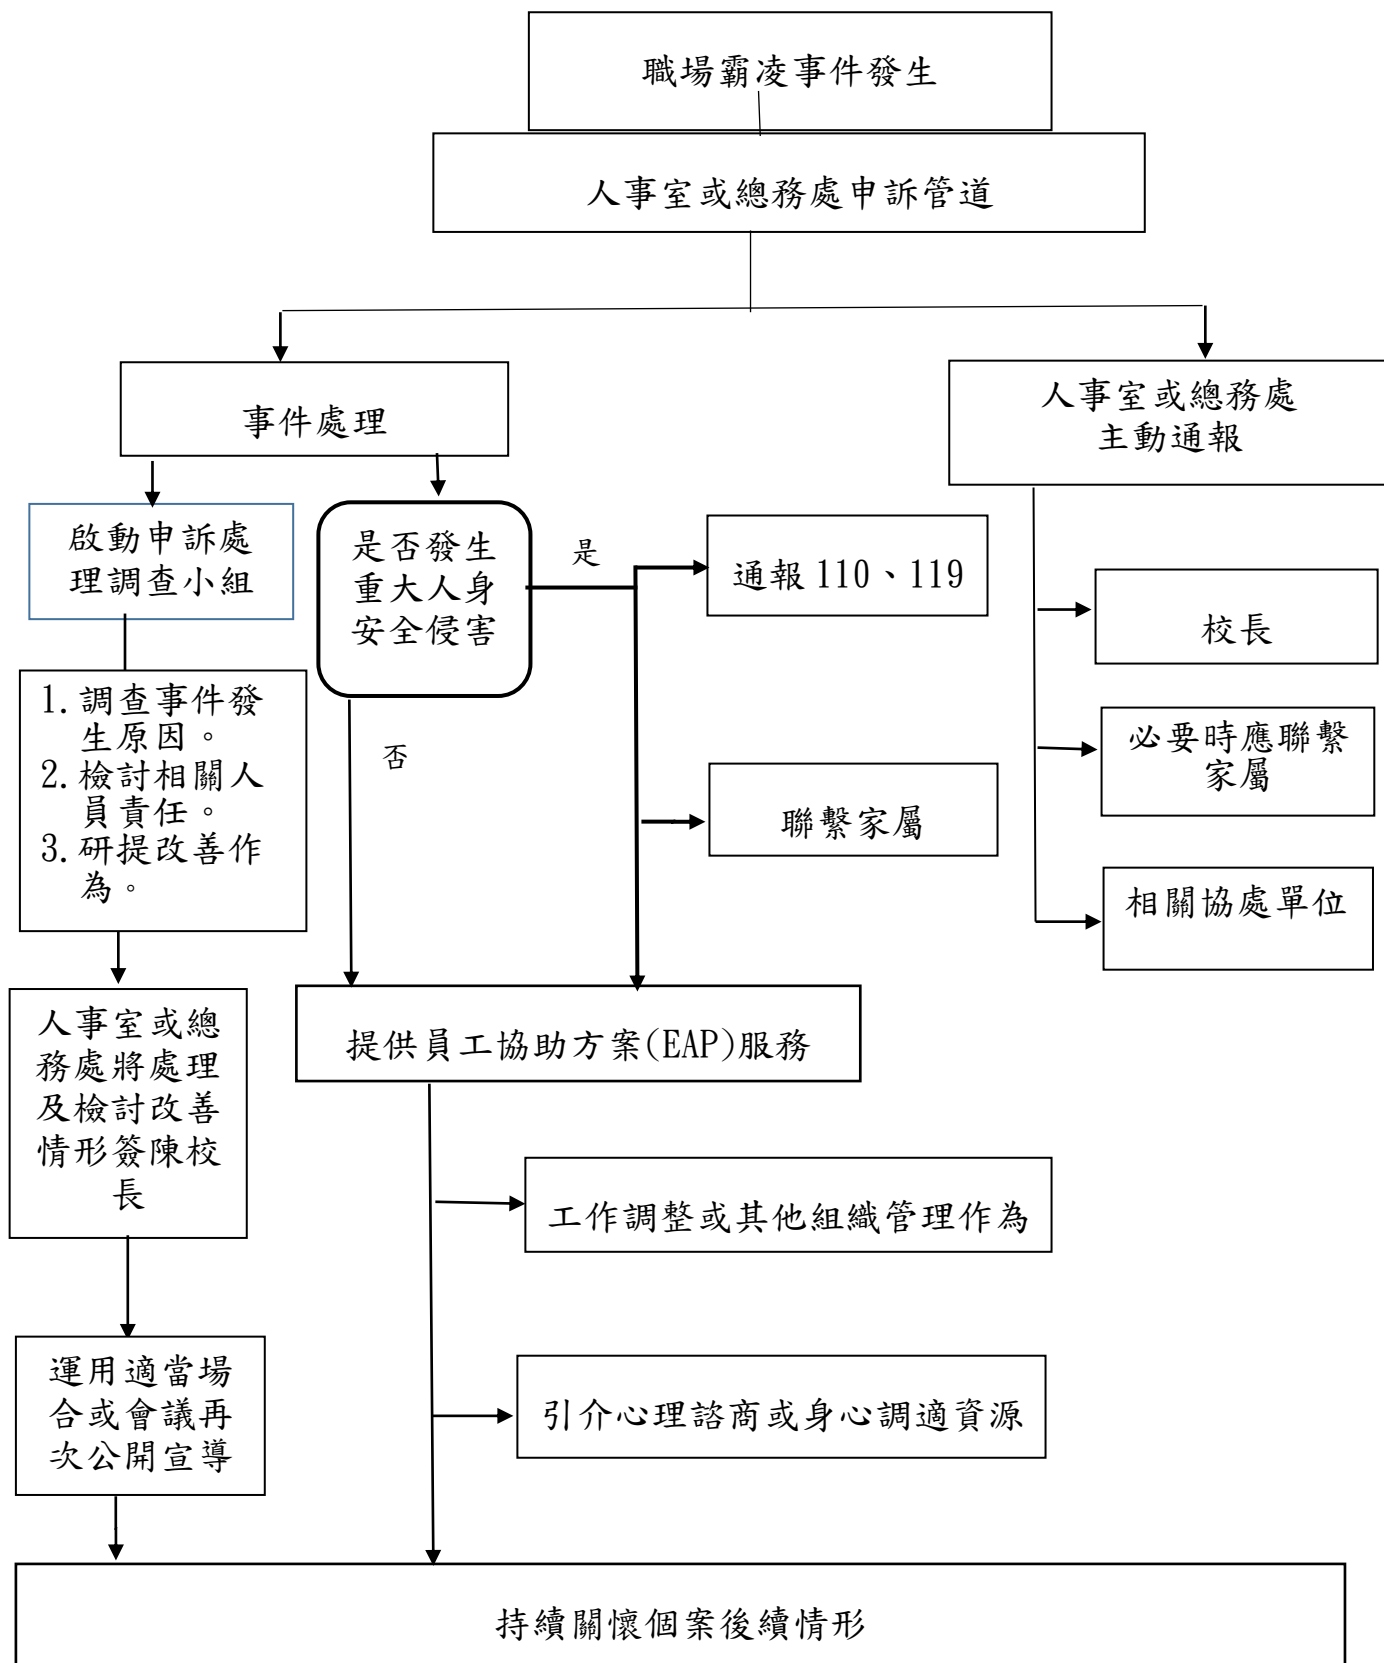 職場霸凌事件發生
人事室或總務處申訴管道
事件處理
人事室或總務處
主動通報
啟動申訴處
理調查小組
是否發生
重大人身
安全侵害
是
通報 110、119
校長
1. 調查事件發
生原因。
2. 檢討相關人
員責任。
3. 研提改善作
為。
否
聯繫家屬
必要時應聯繫
家屬
相關協處單位
人事室或總
務處將處理
及檢討改善
情形簽陳校
長
提供員工協助方案(EAP)服務
工作調整或其他組織管理作為
運用適當場
合或會議再
次公開宣導
引介心理諮商或身心調適資源
持續關懷個案後續情形